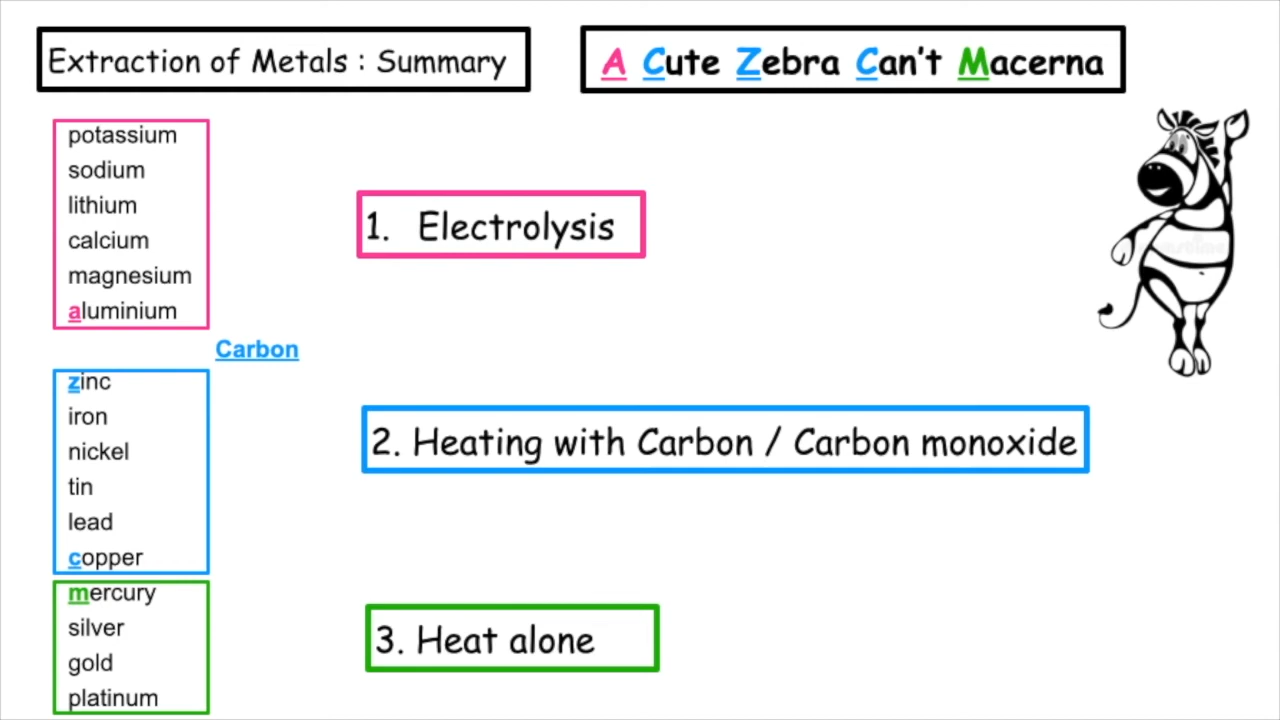 Extraction of Metals : Summary
A Cute Zebra Can't Macerna
potassium
sodium
lithium
calcium
magnesium
aluminium
Carbon
zinc
iron
nickel
tin
lead
copper
mercury
silver
gold
platinum
1. Electrolysis
2. Heating with Carbon / Carbon monoxide
3. Heat alone